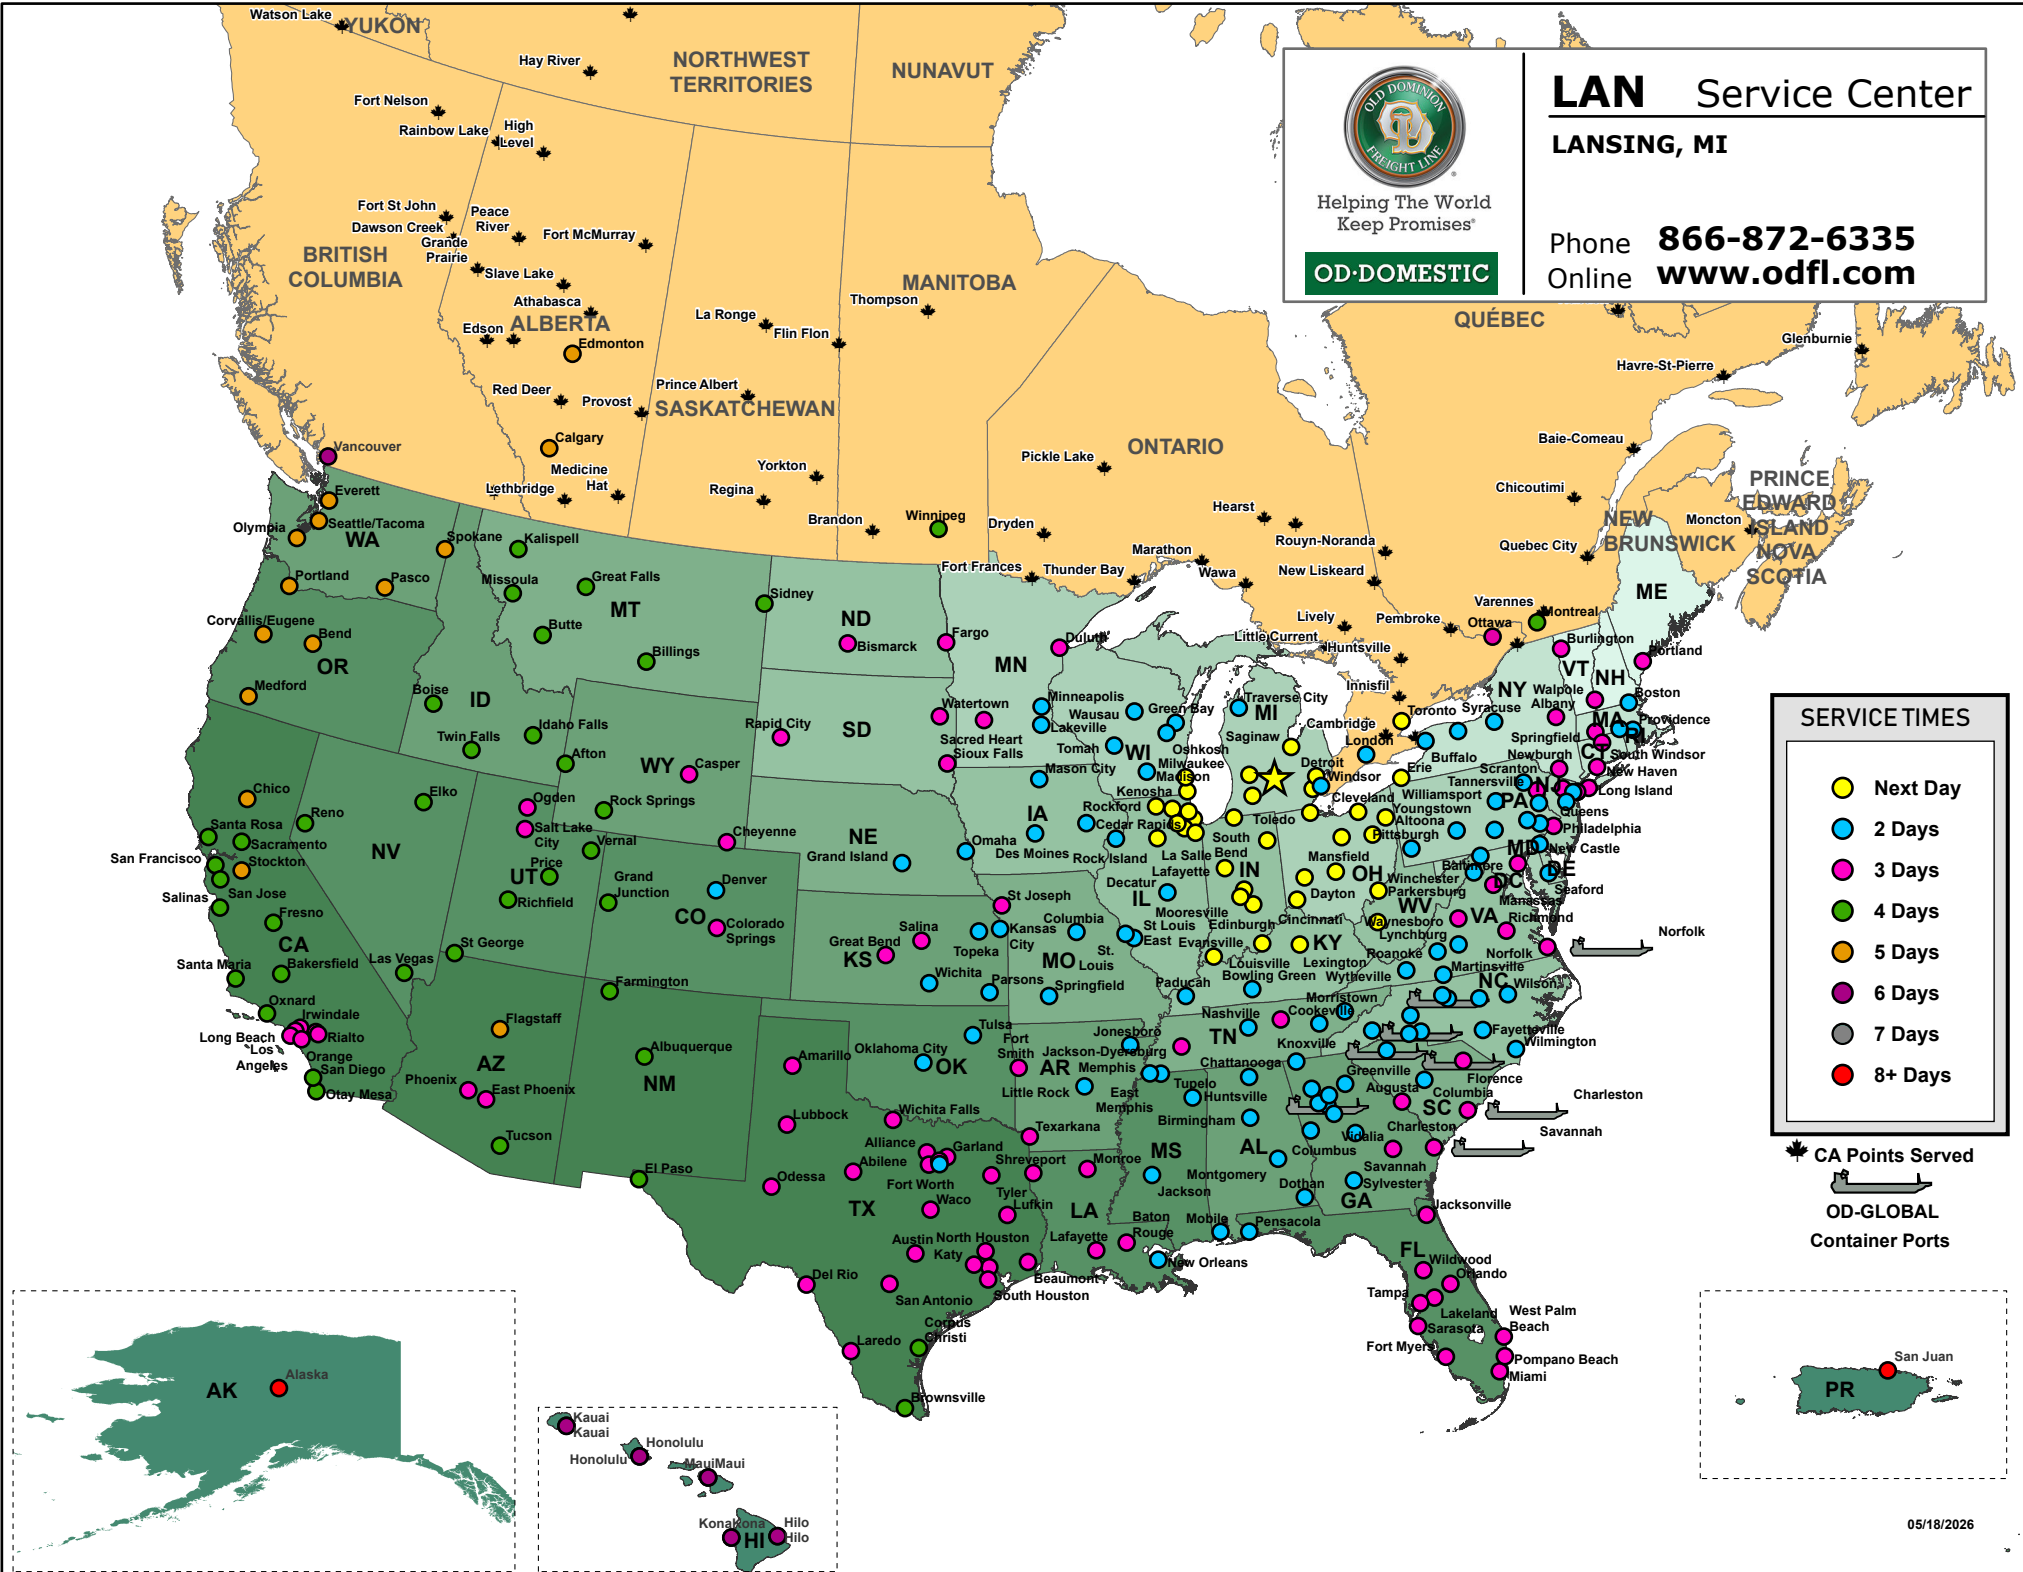 LAN Service Center
LANSING, MI
Phone 866-872-6335
Online www.odfl.com
OLD DOMINION
FREIGHT LINE
Helping The World
Keep Promises®
OD·DOMESTIC
Watson Lake
YUKON
Hay River
NORTHWEST
TERRITORIES
NUNAVUT
Fort Nelson
Rainbow Lake
High
Level
Fort St John
Dawson Creek
Grande
Prairie
Peace
River
Fort McMurray
BRITISH
COLUMBIA
Slave Lake
Athabasca
ALBERTA
Edson
Edmonton
La Ronge
Flin Flon
Thompson
MANITOBA
QUÉBEC
Glenburnie
Havre-St-Pierre
Red Deer
Provost
Prince Albert
SASKATCHEWAN
Calgary
Medicine
Hat
Lethbridge
Yorkton
Regina
Brandon
Winnipeg
Dryden
ONTARIO
Pickle Lake
Hearst
Rouyn-Noranda
Marathon
Wawa
New Liskeard
Fort Frances
Thunder Bay
Baie-Comeau
Chicoutimi
Quebec City
NEW
BRUNSWICK
Moncton
PRINCE
EDWARD
ISLAND
NOVA
SCOTIA
Lively
Pembroke
Varennes
Montreal
Ottawa
Little Current
Huntsville
Innisfil
Toronto
Cambridge
London
Windsor
Vancouver
Everett
Seattle/Tacoma
Olympia
WA
Spokane
Portland
Pasco
Corvallis/Eugene
Bend
OR
Medford
Kalispell
Missoula
Great Falls
MT
Butte
Billings
Sidney
Boise
ID
Idaho Falls
Twin Falls
Afton
WY
Casper
Rock Springs
Cheyenne
ND
Bismarck
Fargo
Duluth
MN
Rapid City
SD
Watertown
Sacred Heart
Sioux Falls
Minneapolis
Lakeville
Wausau
Green Bay
Tomah
WI
Oshkosh
Milwaukee
Madison
Kenosha
Traverse City
MI
Saginaw
Detroit
Mason City
IA
Des Moines
Cedar Rapids
Rock Island
Rockford
La Salle
South
Bend
Toledo
Cleveland
Erie
Youngstown
Altoona
Pittsburgh
Mansfield
OH
Dayton
Cincinnati
Lafayette
IN
Decatur
IL
Mooresville
Edinburgh
Evansville
Louisville
Lexington
KY
Bowling Green
Paducah
Chico
Reno
Elko
Santa Rosa
Sacramento
San Francisco
Stockton
San Jose
Salinas
Fresno
CA
Bakersfield
Santa Maria
Oxnard
Irwindale
Rialto
Long Beach
Los
Angeles
Orange
San Diego
Otay Mesa
NV
Las Vegas
Ogden
Salt Lake
City
Vernal
Price
UT
Richfield
St George
Grand
Junction
Denver
CO
Colorado
Springs
NE
Grand Island
Omaha
St Joseph
Kansas
City
Topeka
Salina
Great Bend
KS
Wichita
Parsons
Columbia
MO
St.
Louis
St Louis
East
Springfield
Farmington
Flagstaff
AZ
Phoenix
East Phoenix
Tucson
Albuquerque
NM
El Paso
Amarillo
Lubbock
Odessa
Abilene
Wichita Falls
Alliance
Garland
Fort Worth
Waco
TX
Tyler
Lufkin
Austin
North Houston
Katy
South Houston
Beaumont
San Antonio
Del Rio
Laredo
Corpus
Christi
Brownsville
Tulsa
Oklahoma City
OK
Fort
Smith
AR
Little Rock
Texarkana
Shreveport
Monroe
LA
Lafayette
Baton
Rouge
New Orleans
Jonesboro
Jackson-Dyersburg
Memphis
East
Memphis
Tupelo
MS
Jackson
Nashville
TN
Cookeville
Morristown
Knoxville
Chattanooga
Huntsville
Birmingham
AL
Montgomery
Dothan
Mobile
Pensacola
Columbus
Vidalia
Sylvester
Savannah
GA
Augusta
Greenville
Columbia
SC
Florence
Charleston
Jacksonville
FL
Wildwood
Orlando
Tampa
Lakeland
Sarasota
Fort Myers
West Palm
Beach
Pompano Beach
Miami
Parkersburg
WV
Winchester
Waynesboro
Lynchburg
Roanoke
Wytheville
Martinsville
VA
Richmond
Norfolk
Manassas
NC
Wilson
Fayetteville
Wilmington
Baltimore
MD
DC
DE
New Castle
Seaford
Philadelphia
PA
Williamsport
Scranton
Tannersville
NJ
Queens
Long Island
New Haven
Newburgh
South Windsor
CT
Springfield
MA
RI
Providence
Boston
Walpole
Albany
NY
Syracuse
Buffalo
VT
NH
ME
Burlington
Portland
Norfolk
Charleston
Savannah
SERVICE TIMES
Next Day
2 Days
3 Days
4 Days
5 Days
6 Days
7 Days
8+ Days
CA Points Served
OD-GLOBAL
Container Ports
AK
Alaska
Kauai
Kauai
Honolulu
Honolulu
Maui
Maui
Kona
Kona
HI
Hilo
Hilo
San Juan
PR
05/18/2026